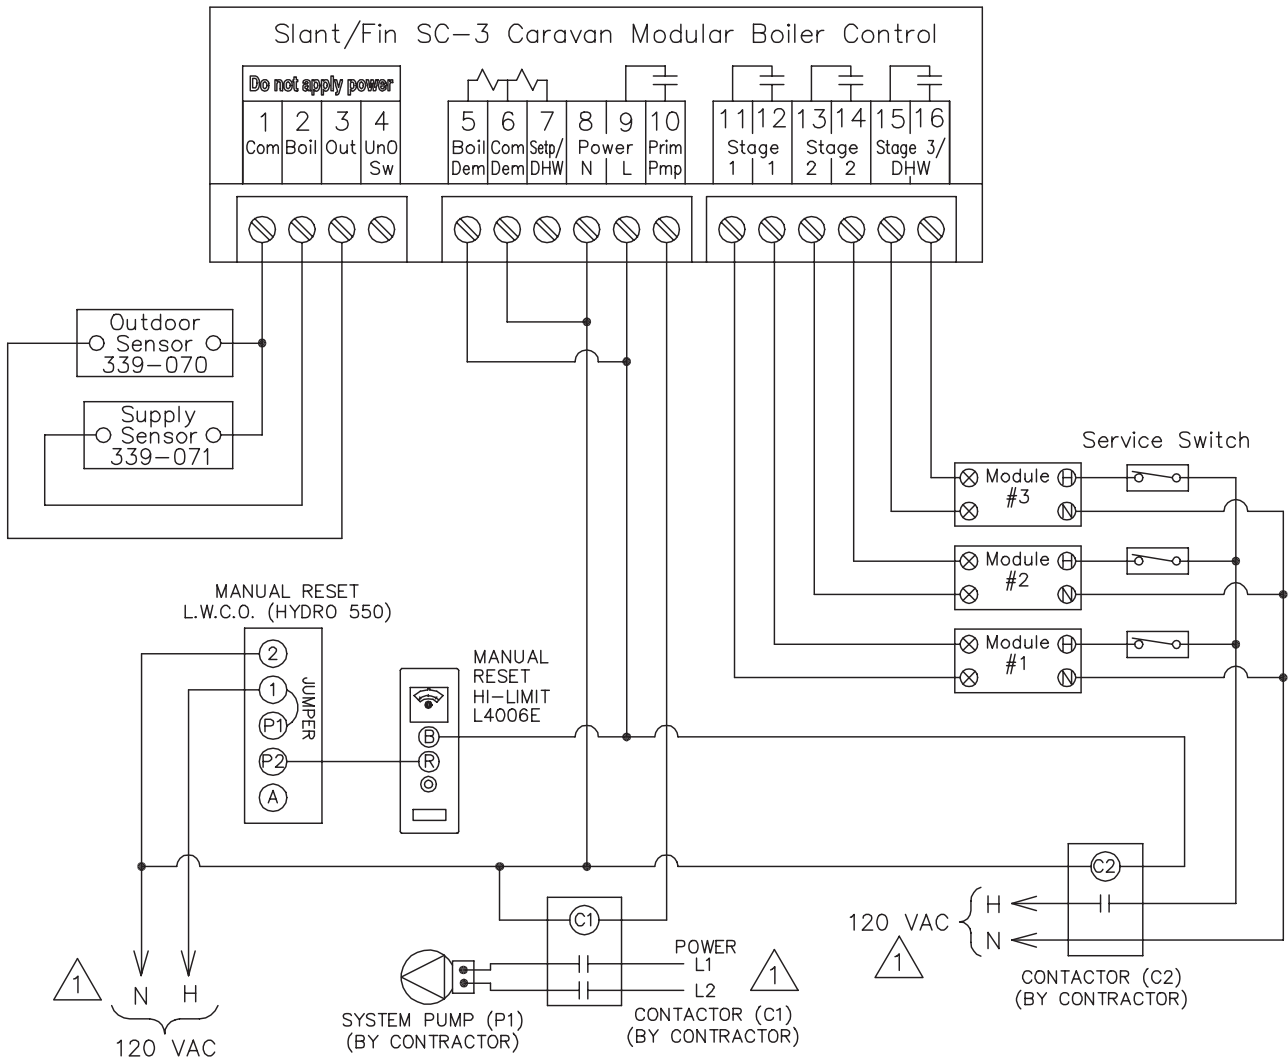 Slant/Fin SC-3 Caravan Modular Boiler Control
Do not apply power
1 2 3 4
Com Boil Out UnO
Sw
5 6 7 8 9 10
Boil Com Setp/ Power Prim
Dem Dem DHW N L Pmp
11 12 13 14 15 16
Stage Stage Stage 3/
1 1 2 2 DHW
Outdoor
Sensor
339-070
Supply
Sensor
339-071
Service Switch
Module H
#3
N
Module H
#2
N
Module H
#1
N
MANUAL RESET
L.W.C.O. (HYDRO 550)
2
1
P1
P2
A
JUMPER
MANUAL
RESET
HI-LIMIT
L4006E
B
R
C2
120 VAC
H
N
1
CONTACTOR (C2)
(BY CONTRACTOR)
C1
POWER
L1
L2
1
CONTACTOR (C1)
(BY CONTRACTOR)
SYSTEM PUMP (P1)
(BY CONTRACTOR)
1
N H
120 VAC